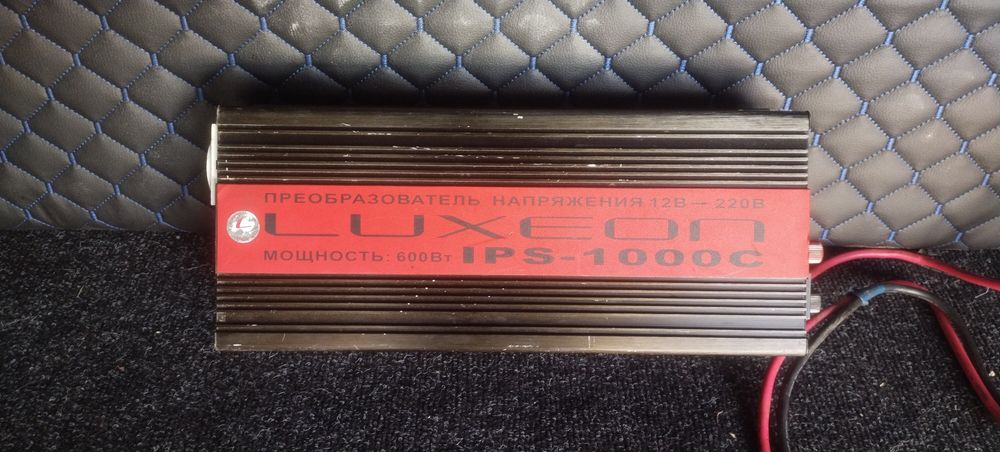 ПРЕОБРАЗОВАТЕЛЬ НАПРЯЖЕНИЯ 12В — 220В
LUXEON
МОЩНОСТЬ: 600Вт IPS-1000C